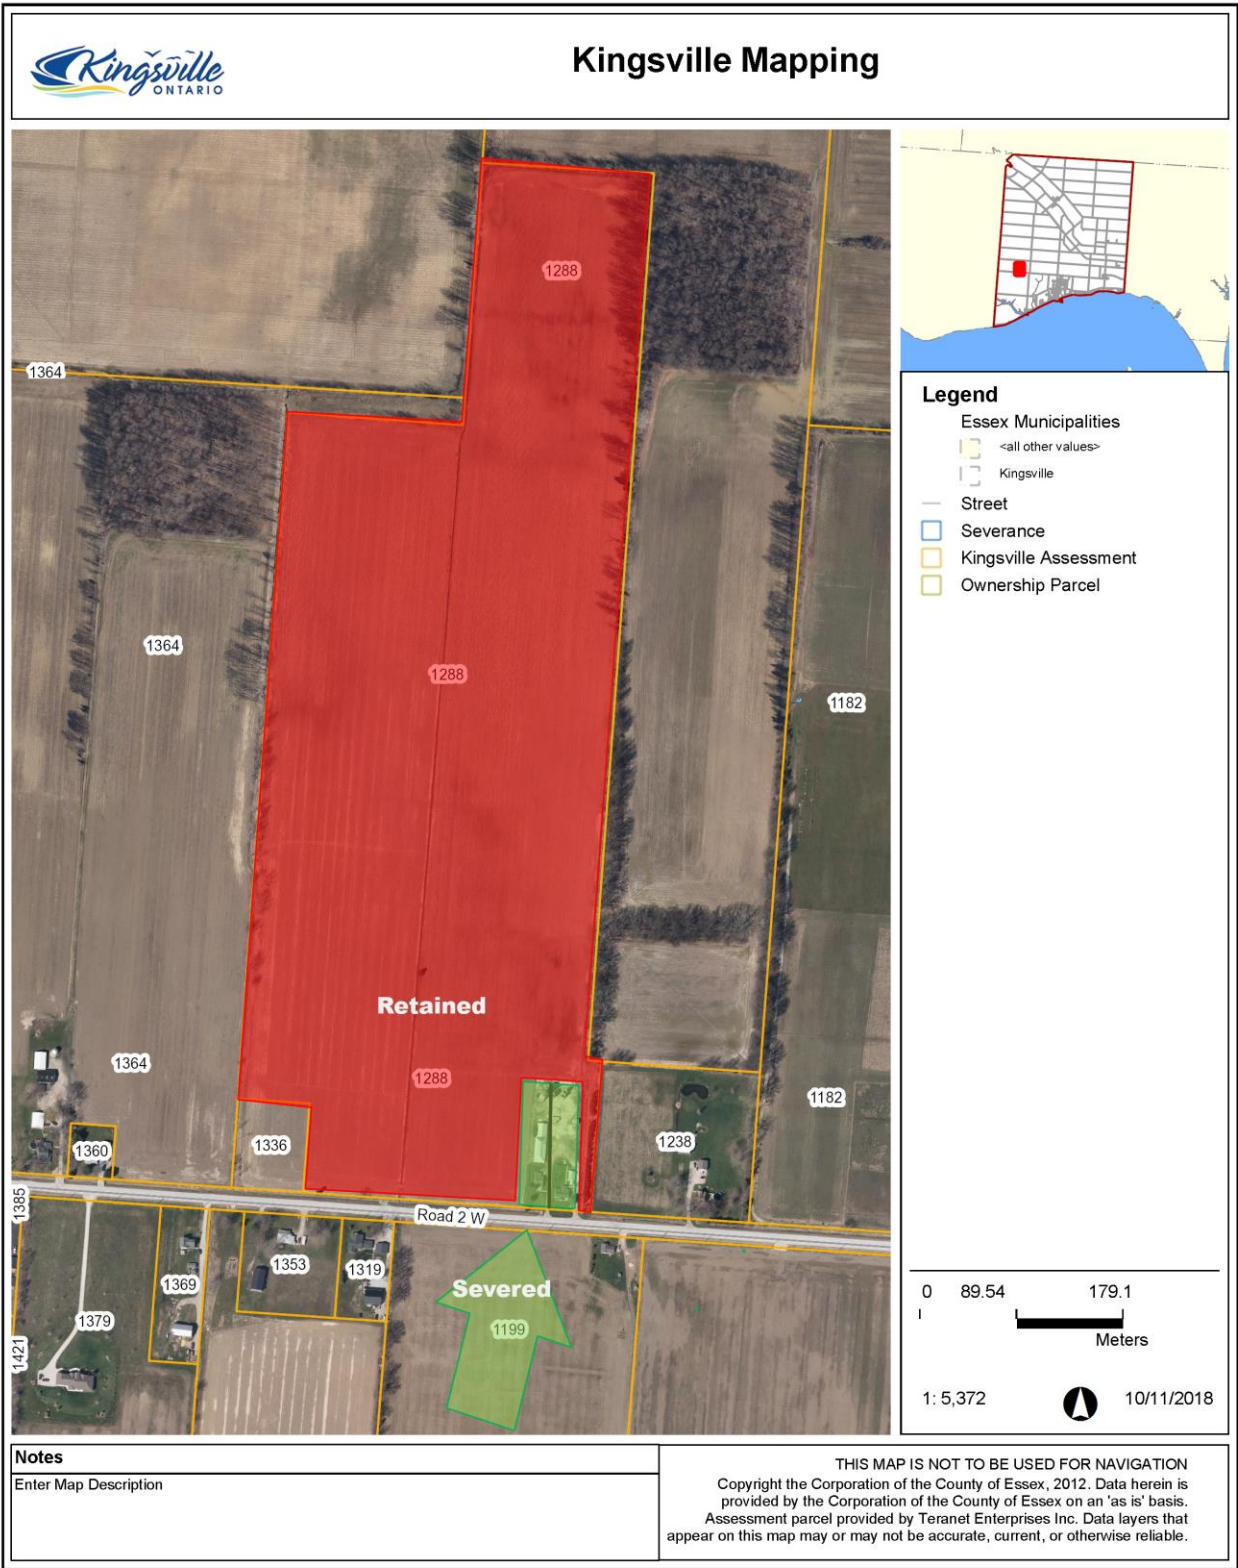 Kingsville
ONTARIO
Kingsville Mapping
1288
1364
1364
1288
1182
Retained
1364
1288
1182
1336
1360
1238
1385
Road 2 W
1353
1319
1369
Severed
1199
1379
1421
Legend
Essex Municipalities
<all other values>
Kingsville
Street
Severance
Kingsville Assessment
Ownership Parcel
0 89.54 179.1
Meters
1: 5,372
10/11/2018
Notes
Enter Map Description
THIS MAP IS NOT TO BE USED FOR NAVIGATION
Copyright the Corporation of the County of Essex, 2012. Data herein is
provided by the Corporation of the County of Essex on an 'as is' basis.
Assessment parcel provided by Teranet Enterprises Inc. Data layers that
appear on this map may or may not be accurate, current, or otherwise reliable.